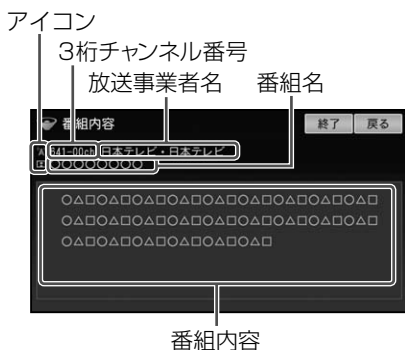 アイコン
3桁チャンネル番号
放送事業者名 番組名
番組内容 終了 戻る
A 641-00ch 日本テレビ・日本テレビ
○○○○○○○○
○△□○△□○△□○△□○△□○△□○△□
○△□○△□○△□○△□○△□○△□○△□
○△□○△□○△□○△□○△□
番組内容